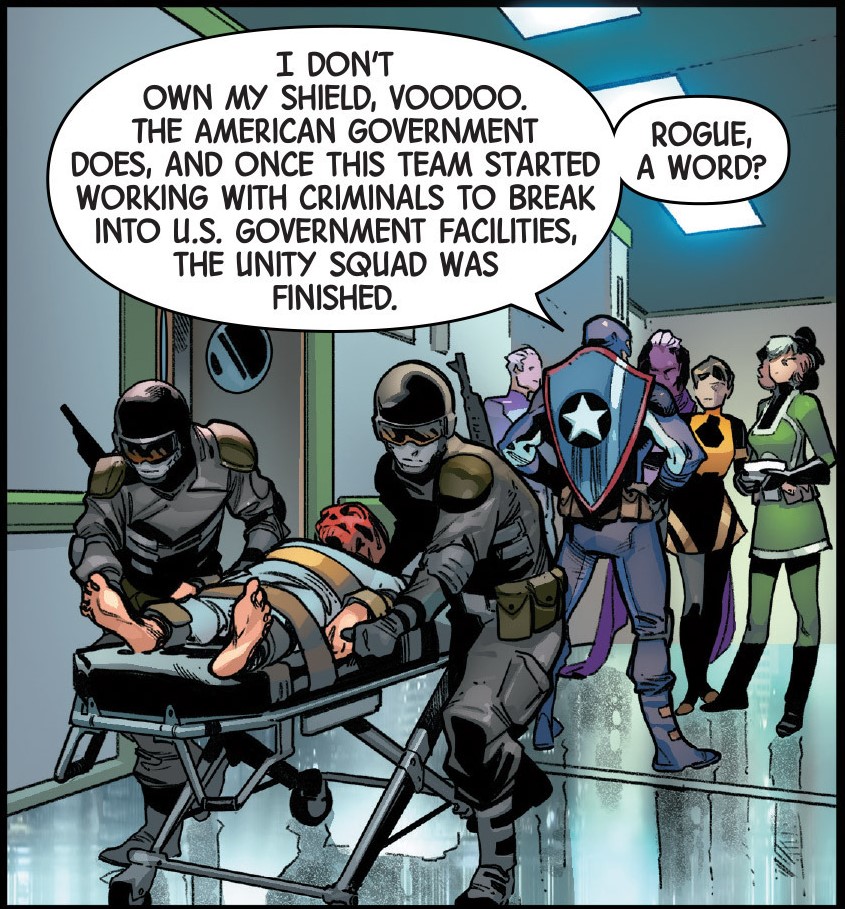 I DON'T
OWN MY SHIELD, VOODOO.
THE AMERICAN GOVERNMENT
DOES, AND ONCE THIS TEAM STARTED
WORKING WITH CRIMINALS TO BREAK
INTO U.S. GOVERNMENT FACILITIES,
THE UNITY SQUAD WAS
FINISHED.
ROGUE,
A WORD?